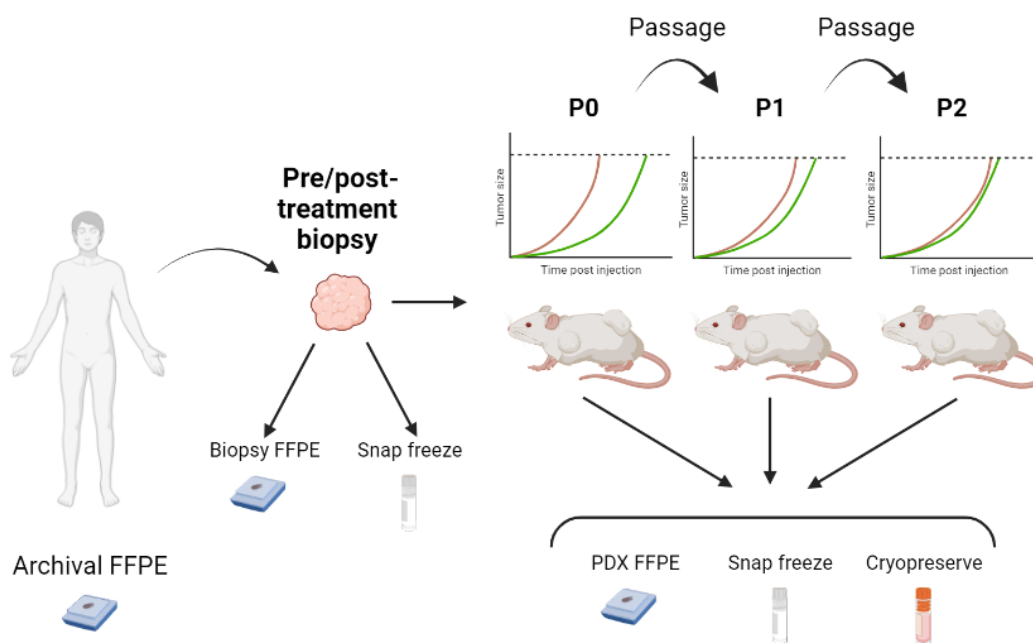 Passage
Passage
P0
P1
P2
Pre/post-
treatment
biopsy
Tumor size
Time post injection
Tumor size
Time post injection
Tumor size
Time post injection
Biopsy FFPE
Snap freeze
Archival FFPE
PDX FFPE
Snap freeze
Cryopreserve